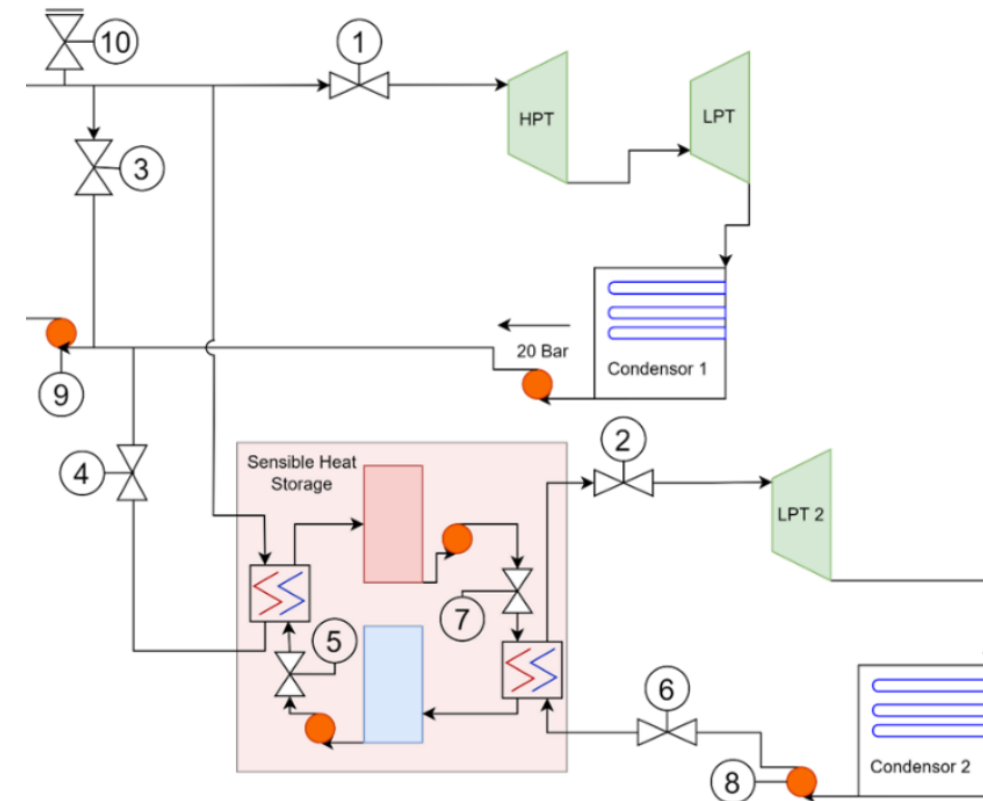 10
1
HPT
LPT
3
20 Bar
Condensor 1
9
2
4
Sensible Heat
Storage
LPT 2
7
5
6
Condensor 2
8